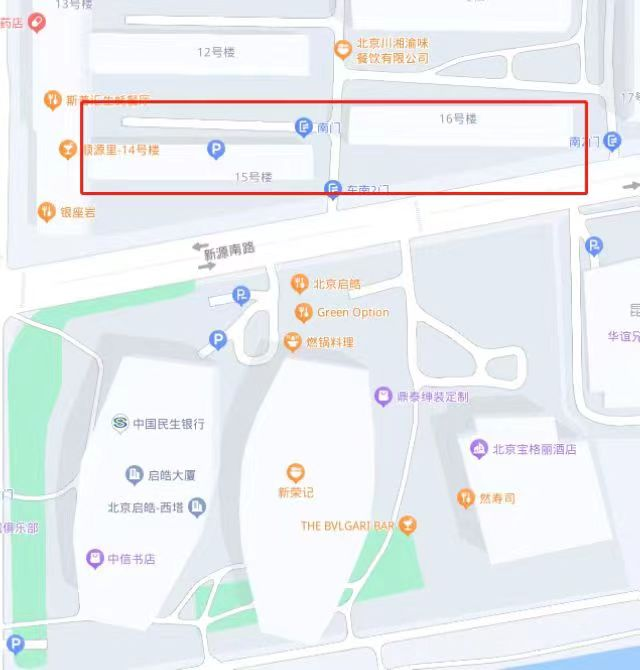 13号楼
药店
12号楼
北京川湘渝味
餐饮有限公司
17
16号楼
南门
南2门
顺源里-14号楼
15号楼
东南2门
银座岩
新源南路
北京启皓
Green Option
燃锅料理
华谊兄
鼎泰绅装定制
中国民生银行
北京宝格丽酒店
启皓大厦
新荣记
然寿司
北京启皓-西塔
THE BVLGARI BAR
俱乐部
中信书店